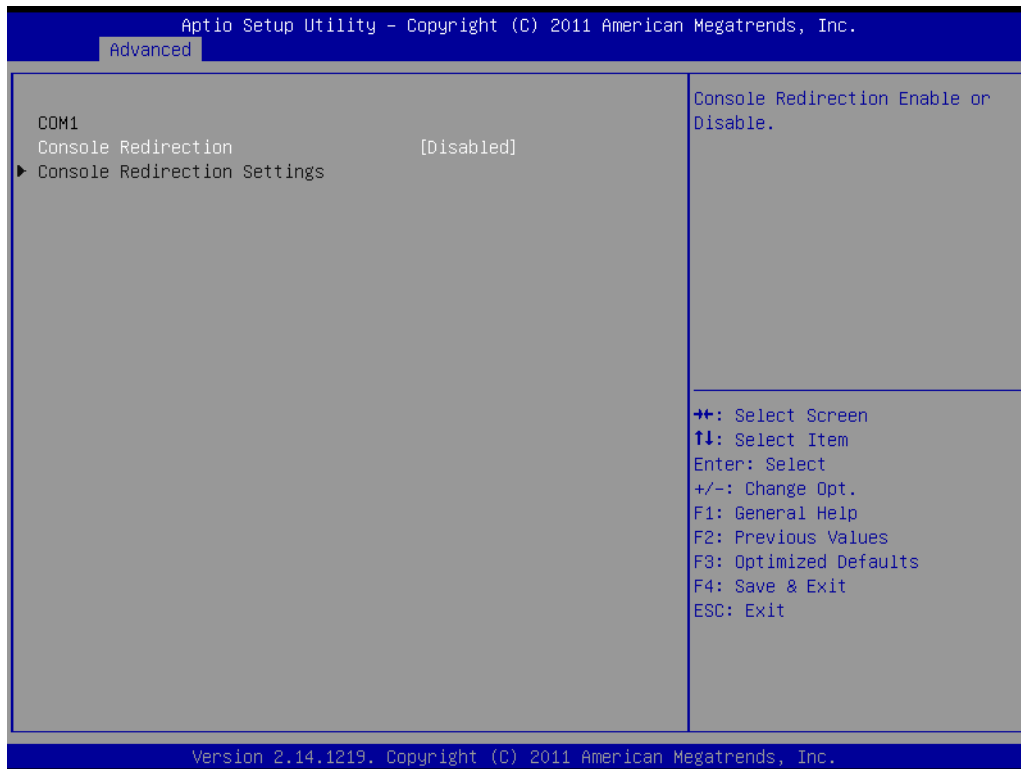 Aptio Setup Utility – Copyright (C) 2011 American Megatrends, Inc.
Advanced
COM1
Console Redirection [Disabled]
▶ Console Redirection Settings
Console Redirection Enable or
Disable.
→←: Select Screen
↑↓: Select Item
Enter: Select
+/-: Change Opt.
F1: General Help
F2: Previous Values
F3: Optimized Defaults
F4: Save & Exit
ESC: Exit
Version 2.14.1219. Copyright (C) 2011 American Megatrends, Inc.